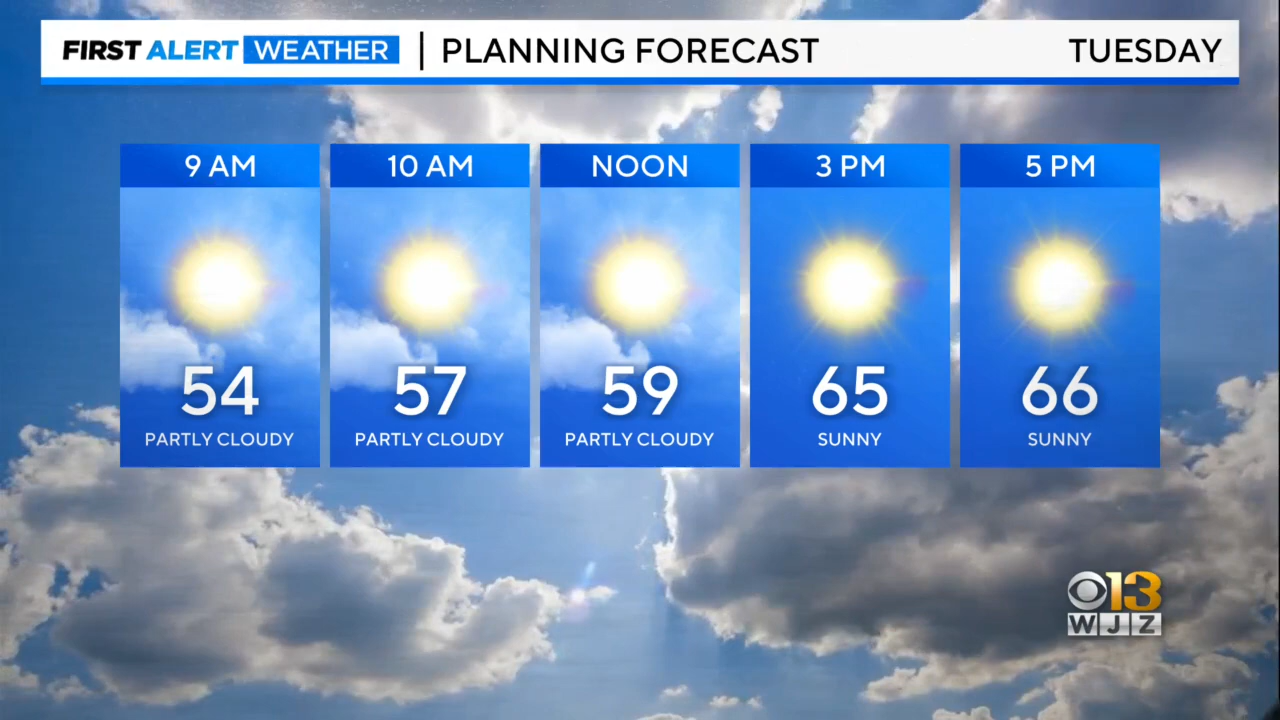 FIRST ALERT WEATHER | PLANNING FORECAST TUESDAY
9 AM 10 AM NOON 3 PM 5 PM
54 57 59 65 66
PARTLY CLOUDY PARTLY CLOUDY PARTLY CLOUDY SUNNY SUNNY
13
WJZ